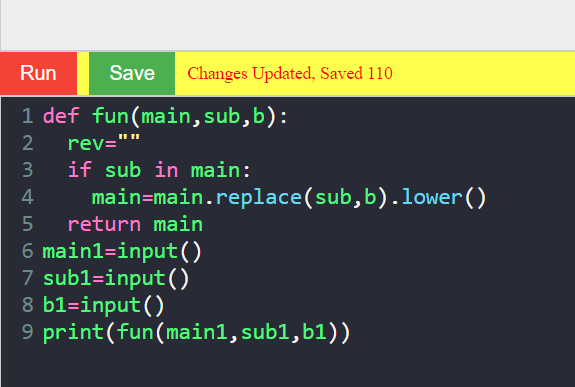 Run Save Changes Updated, Saved 110
1 def fun(main,sub,b):
2   rev=""
3   if sub in main:
4     main=main.replace(sub,b).lower()
5   return main
6 main1=input()
7 sub1=input()
8 b1=input()
9 print(fun(main1,sub1,b1))